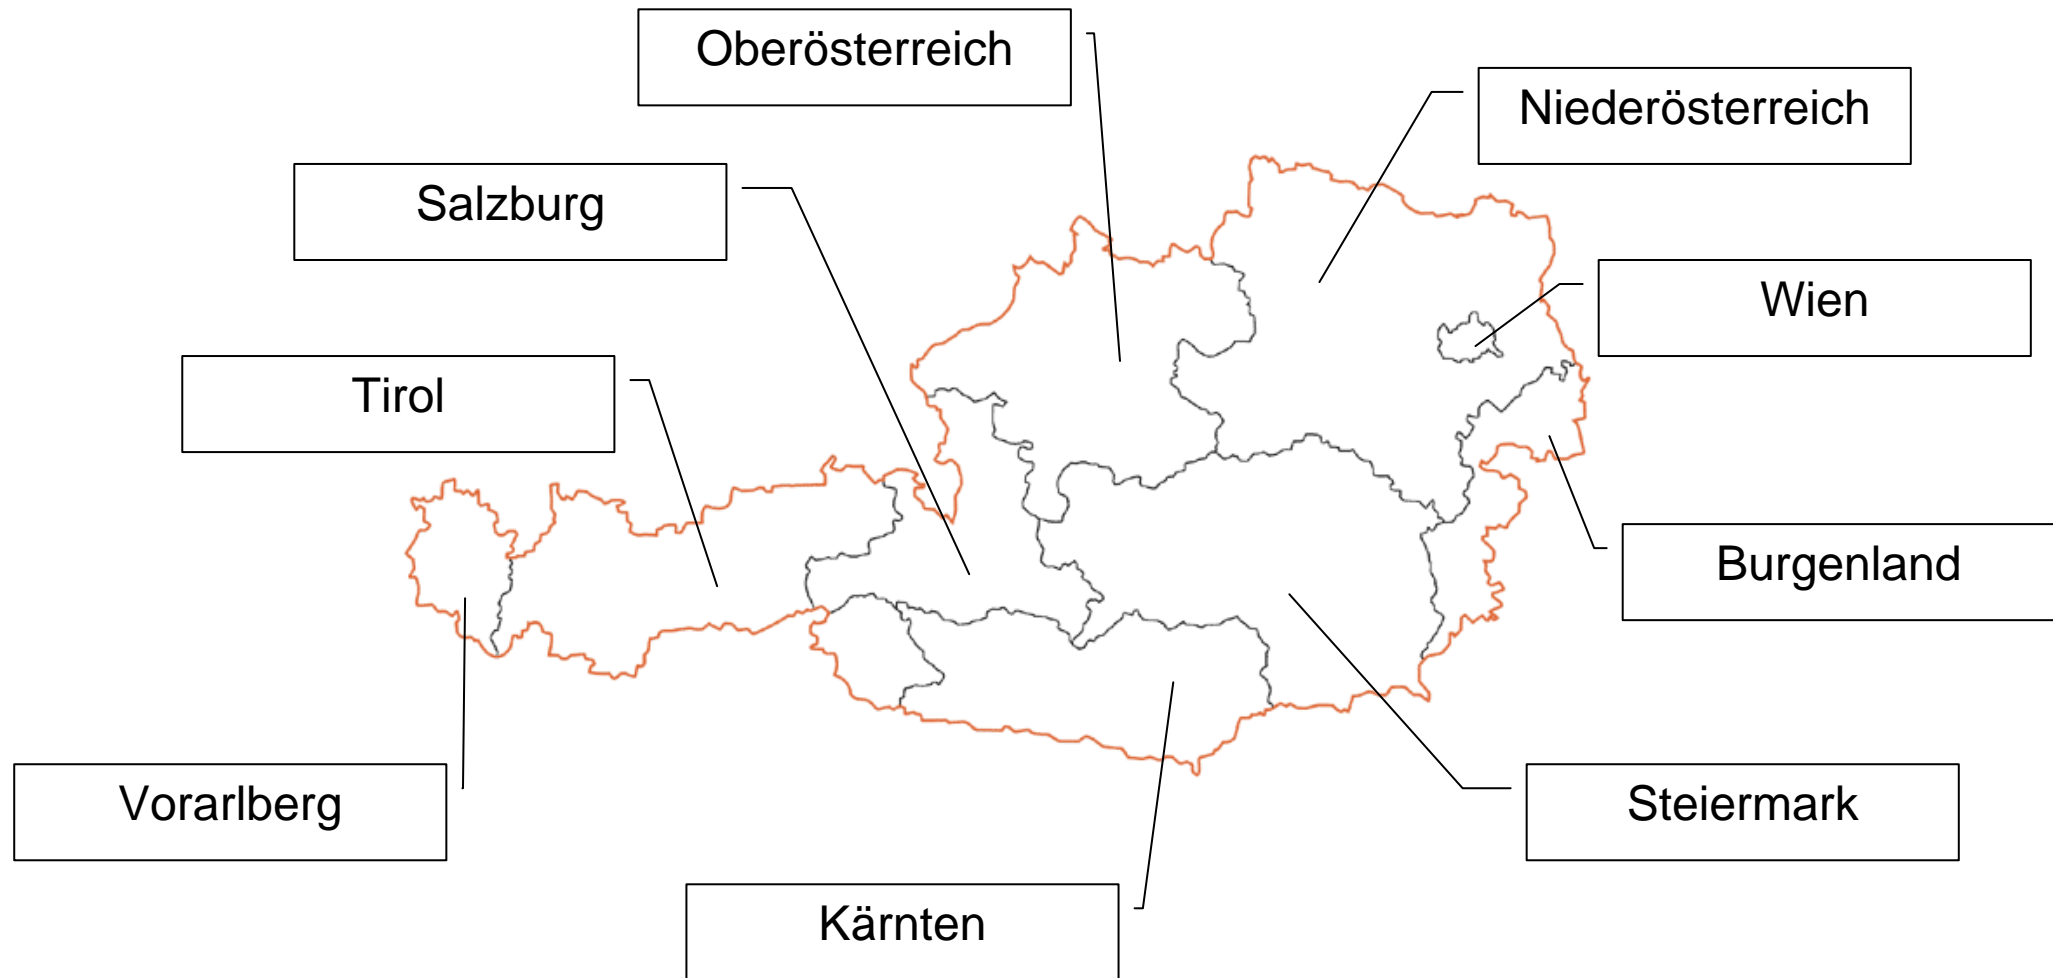 Oberösterreich
Niederösterreich
Salzburg
Wien
Tirol
Burgenland
Vorarlberg
Steiermark
Kärnten